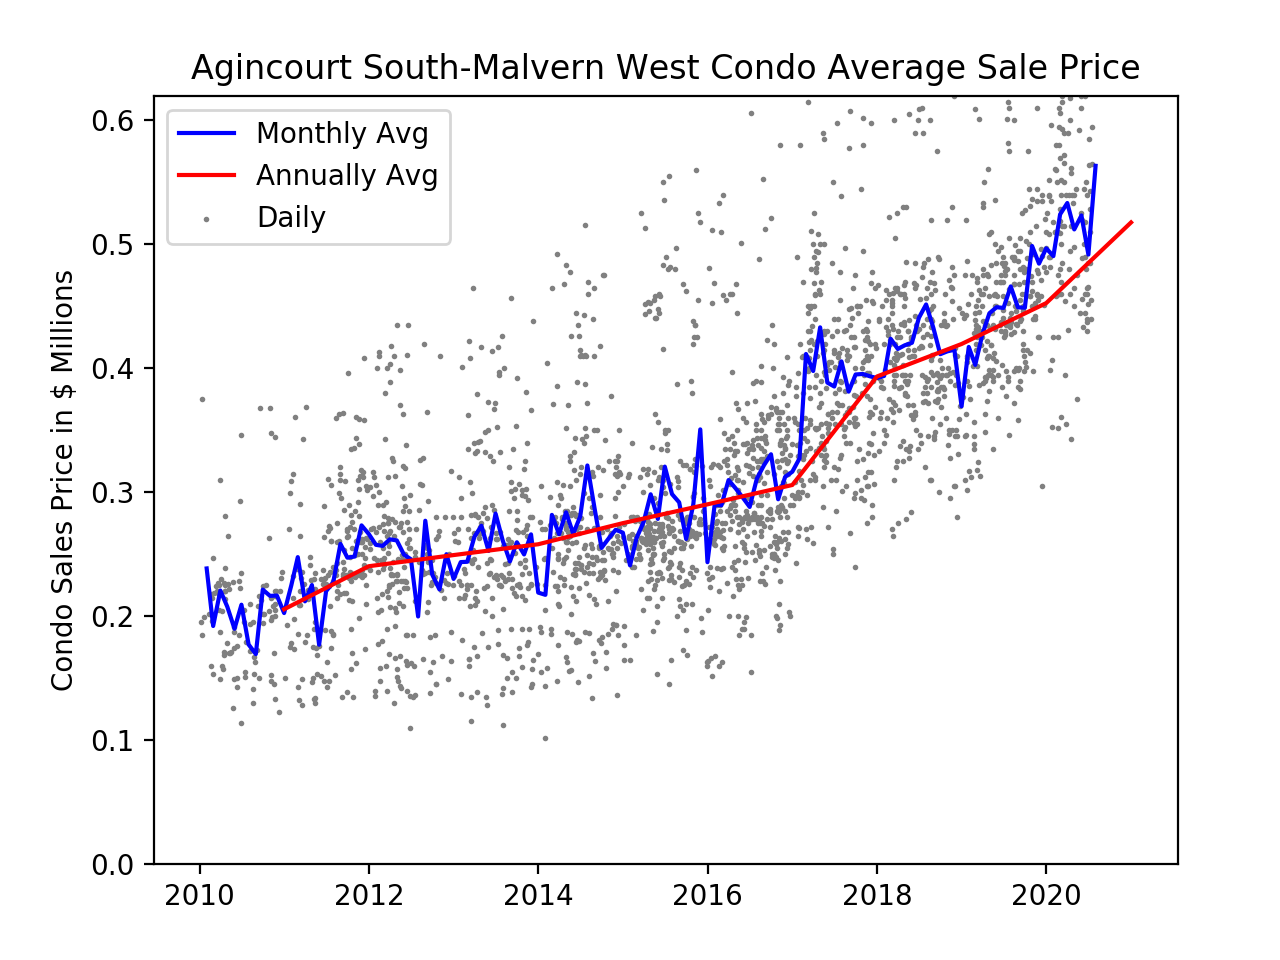 Agincourt South-Malvern West Condo Average Sale Price
Monthly Avg
Annually Avg
Daily
Condo Sales Price in $ Millions
0.6
0.5
0.4
0.3
0.2
0.1
0.0
2010 2012 2014 2016 2018 2020